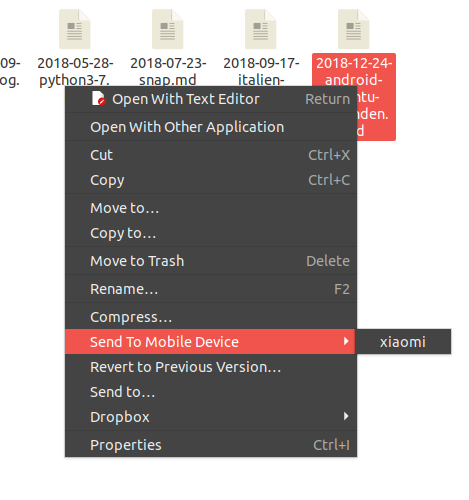 09-
og.
2018-05-28-
python3-7.
2018-07-23-
snap.md
2018-09-17-
italien-
2018-12-24-
android-
ntu-
nden.
d
Open With Text Editor Return
Open With Other Application
Cut Ctrl+X
Copy Ctrl+C
Move to…
Copy to…
Move to Trash Delete
Rename… F2
Compress…
Send To Mobile Device
xiaomi
Revert to Previous Version…
Send to…
Dropbox
Properties Ctrl+I